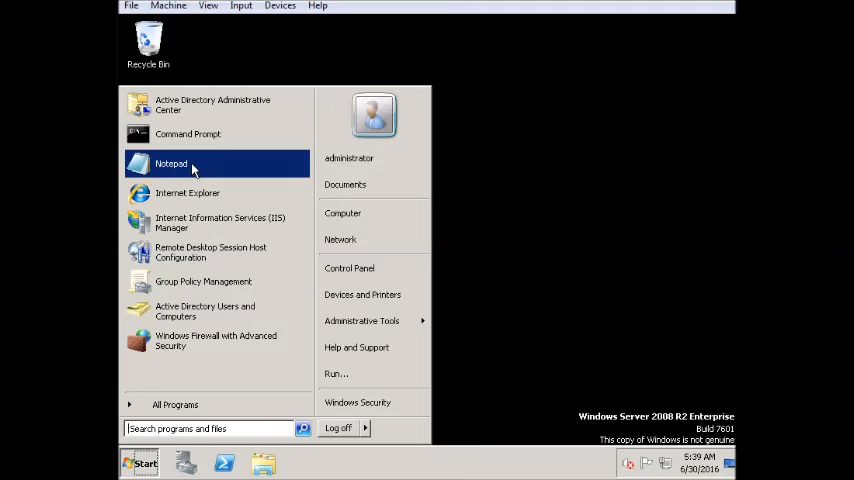 File Machine View Input Devices Help
Recycle Bin
Active Directory Administrative
Center
Command Prompt
Notepad
Internet Explorer
Internet Information Services (IIS)
Manager
Remote Desktop Session Host
Configuration
Group Policy Management
Active Directory Users and
Computers
Windows Firewall with Advanced
Security
All Programs
Search programs and files
administrator
Documents
Computer
Network
Control Panel
Devices and Printers
Administrative Tools
Help and Support
Run...
Windows Security
Log off
Windows Server 2008 R2 Enterprise
Build 7601
This copy of Windows is not genuine
Start
5:39 AM
6/30/2016